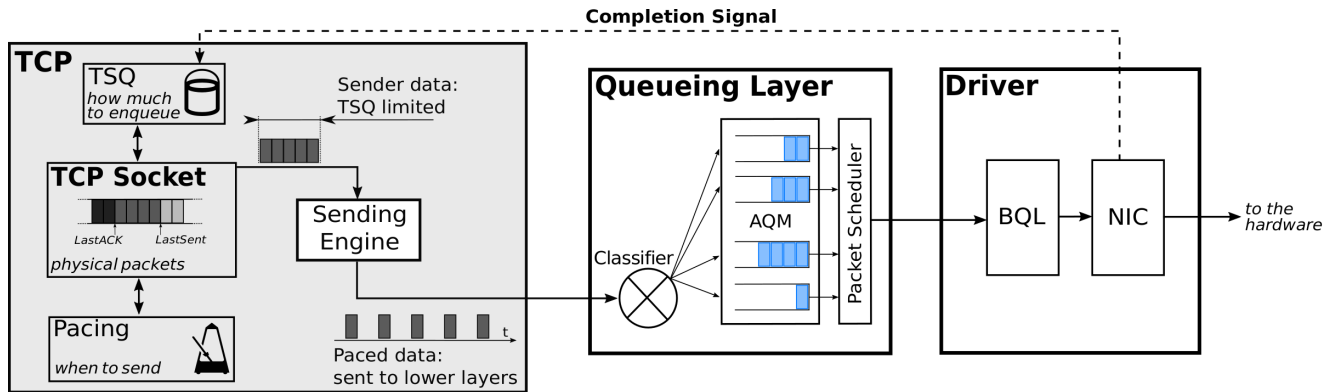 Completion Signal
TCP
TSQ
how much
to enqueue
Sender data:
TSQ limited
TCP Socket
LastACK
LastSent
physical packets
Sending
Engine
Pacing
when to send
t
Paced data:
sent to lower layers
Queueing Layer
Classifier
AQM
Packet Scheduler
Driver
BQL
NIC
to the
hardware